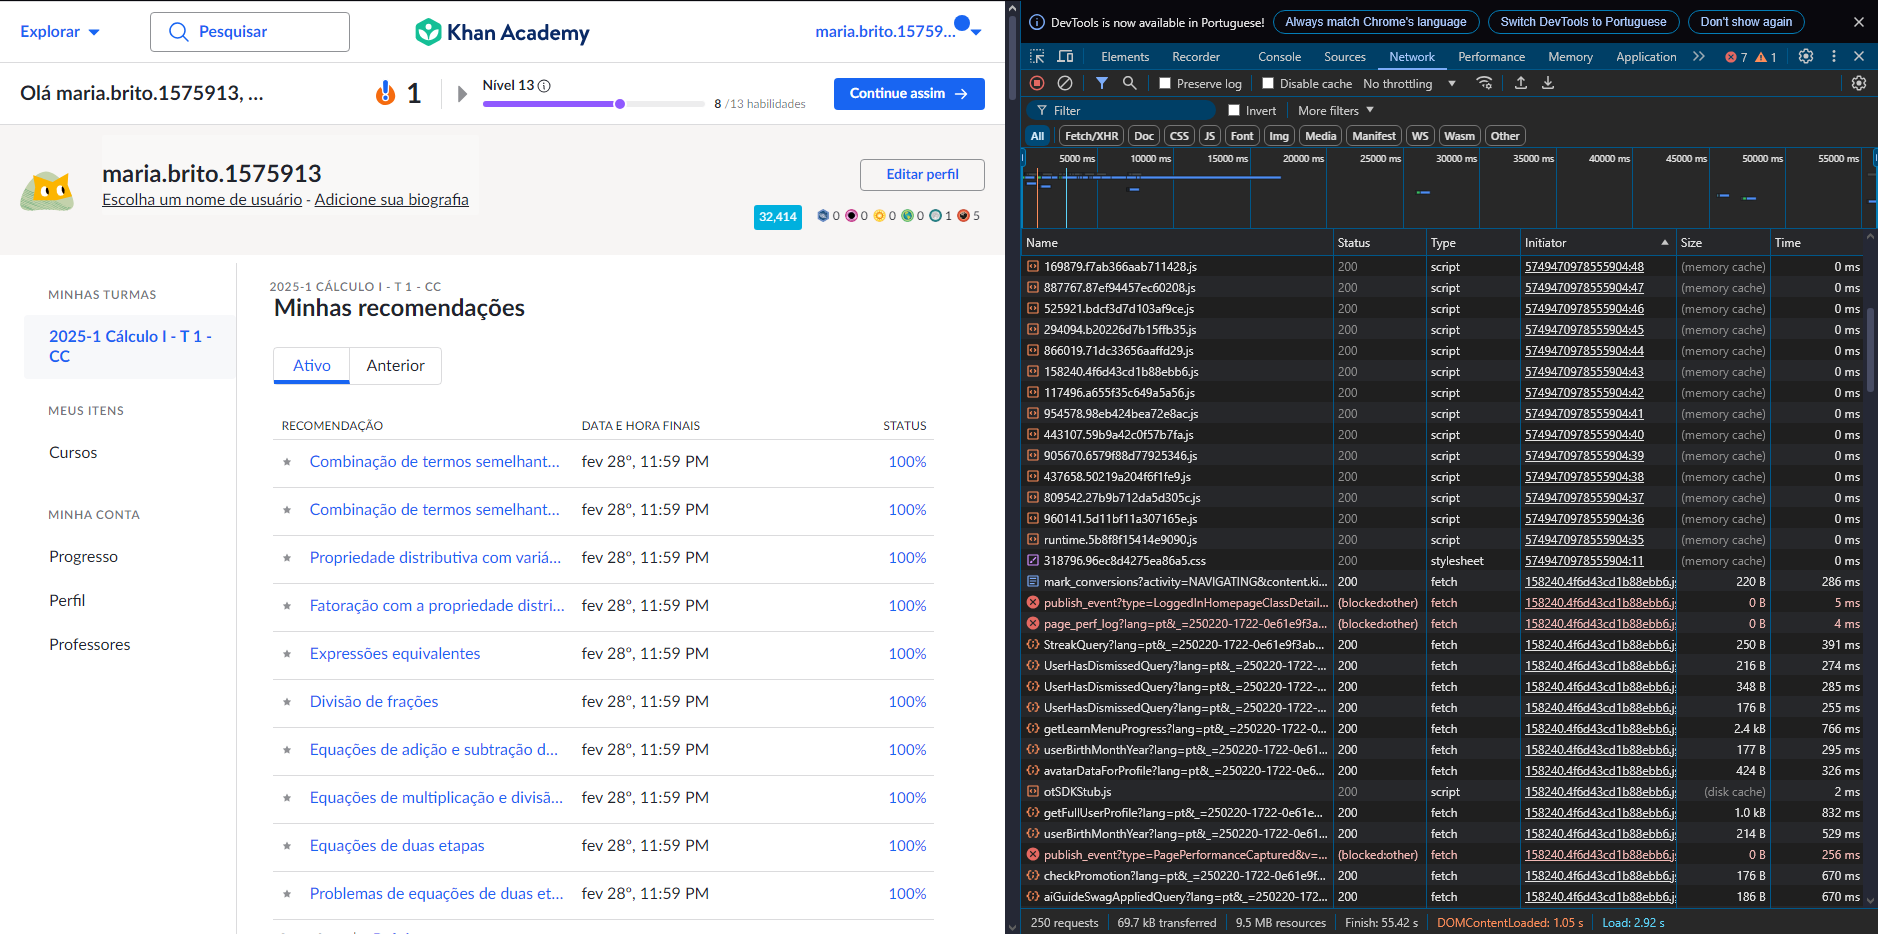 Explorar
Pesquisar
Khan Academy
maria.brito.15759...
Olá maria.brito.1575913, ...
1
Nível 13
8 /13 habilidades
Continue assim
maria.brito.1575913
Escolha um nome de usuário - Adicione sua biografia
Editar perfil
32,414
0 0 0 0 1 5
MINHAS TURMAS
2025-1 Cálculo I - T 1 -
CC
MEUS ITENS
Cursos
MINHA CONTA
Progresso
Perfil
Professores
2025-1 CÁLCULO I - T 1 - CC
Minhas recomendações
Ativo Anterior
RECOMENDAÇÃO DATA E HORA FINAIS STATUS
Combinação de termos semelhant... fev 28º, 11:59 PM 100%
Combinação de termos semelhant... fev 28º, 11:59 PM 100%
Propriedade distributiva com variá... fev 28º, 11:59 PM 100%
Fatoração com a propriedade distri... fev 28º, 11:59 PM 100%
Expressões equivalentes fev 28º, 11:59 PM 100%
Divisão de frações fev 28º, 11:59 PM 100%
Equações de adição e subtração d... fev 28º, 11:59 PM 100%
Equações de multiplicação e divisã... fev 28º, 11:59 PM 100%
Equações de duas etapas fev 28º, 11:59 PM 100%
Problemas de equações de duas et... fev 28º, 11:59 PM 100%
DevTools is now available in Portuguese! Always match Chrome's language Switch DevTools to Portuguese Don't show again
Elements Recorder Console Sources Network Performance Memory Application 7 1
Preserve log Disable cache No throttling
Filter Invert More filters
All Fetch/XHR Doc CSS JS Font Img Media Manifest WS Wasm Other
5000 ms 10000 ms 15000 ms 20000 ms 25000 ms 30000 ms 35000 ms 40000 ms 45000 ms 50000 ms 55000 ms
Name Status Type Initiator Size Time
169879.f7ab366aab711428.js 200 script 5749470978555904:48 (memory cache) 0 ms
887767.87ef94457ec60208.js 200 script 5749470978555904:47 (memory cache) 0 ms
525921.bdcf3d7d103af9ce.js 200 script 5749470978555904:46 (memory cache) 0 ms
294094.b20226d7b15ffb35.js 200 script 5749470978555904:45 (memory cache) 0 ms
866019.71dc33656aaffd29.js 200 script 5749470978555904:44 (memory cache) 0 ms
158240.4f6d43cd1b88ebb6.js 200 script 5749470978555904:43 (memory cache) 0 ms
117496.a655f35c649a5a56.js 200 script 5749470978555904:42 (memory cache) 0 ms
954578.98eb424bea72e8ac.js 200 script 5749470978555904:41 (memory cache) 0 ms
443107.59b9a42c0f57b7fa.js 200 script 5749470978555904:40 (memory cache) 0 ms
905670.6579f88d77925346.js 200 script 5749470978555904:39 (memory cache) 0 ms
437658.50219a204f6f1fe9.js 200 script 5749470978555904:38 (memory cache) 0 ms
809542.27b9b712da5d305c.js 200 script 5749470978555904:37 (memory cache) 0 ms
960141.5d11bf11a307165e.js 200 script 5749470978555904:36 (memory cache) 0 ms
runtime.5b8f8f15414e9090.js 200 script 5749470978555904:35 (memory cache) 0 ms
318796.96ec8d4275ea86a5.css 200 stylesheet 5749470978555904:11 (memory cache) 0 ms
mark_conversions?activity=NAVIGATING&content.ki... 200 fetch 158240.4f6d43cd1b88ebb6.j 220 B 286 ms
publish_event?type=LoggedInHomepageClassDetail... (blocked:other) fetch 158240.4f6d43cd1b88ebb6.j 0 B 5 ms
page_perf_log?lang=pt&_=250220-1722-0e61e9f3a... (blocked:other) fetch 158240.4f6d43cd1b88ebb6.j 0 B 4 ms
StreakQuery?lang=pt&_=250220-1722-0e61e9f3ab... 200 fetch 158240.4f6d43cd1b88ebb6.j 250 B 391 ms
UserHasDismissedQuery?lang=pt&_=250220-1722-... 200 fetch 158240.4f6d43cd1b88ebb6.j 216 B 274 ms
UserHasDismissedQuery?lang=pt&_=250220-1722-... 200 fetch 158240.4f6d43cd1b88ebb6.j 348 B 285 ms
UserHasDismissedQuery?lang=pt&_=250220-1722-... 200 fetch 158240.4f6d43cd1b88ebb6.j 176 B 255 ms
getLearnMenuProgress?lang=pt&_=250220-1722-0... 200 fetch 158240.4f6d43cd1b88ebb6.j 2.4 kB 766 ms
userBirthMonthYear?lang=pt&_=250220-1722-0e61... 200 fetch 158240.4f6d43cd1b88ebb6.j 177 B 295 ms
avatarDataForProfile?lang=pt&_=250220-1722-0e6... 200 fetch 158240.4f6d43cd1b88ebb6.j 424 B 326 ms
otSDKStub.js 200 script 158240.4f6d43cd1b88ebb6.j (disk cache) 2 ms
getFullUserProfile?lang=pt&_=250220-1722-0e61e... 200 fetch 158240.4f6d43cd1b88ebb6.j 1.0 kB 832 ms
userBirthMonthYear?lang=pt&_=250220-1722-0e61... 200 fetch 158240.4f6d43cd1b88ebb6.j 214 B 529 ms
publish_event?type=PagePerformanceCaptured&v=... (blocked:other) fetch 158240.4f6d43cd1b88ebb6.j 0 B 256 ms
checkPromotion?lang=pt&_=250220-1722-0e61e9f... 200 fetch 158240.4f6d43cd1b88ebb6.j 176 B 670 ms
aiGuideSwagAppliedQuery?lang=pt&_=250220-172... 200 fetch 158240.4f6d43cd1b88ebb6.j 186 B 670 ms
250 requests 69.7 kB transferred 9.5 MB resources Finish: 55.42 s DOMContentLoaded: 1.05 s Load: 2.92 s